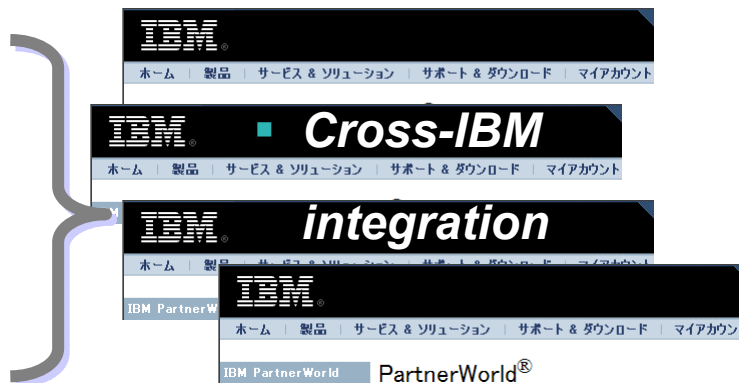 IBM®
ホーム | 製品 | サービス & ソリューション | サポート & ダウンロード | マイアカウント
IBM® ▪ Cross-IBM
ホーム | 製品 | サービス & ソリューション | サポート & ダウンロード | マイアカウント
IBM® integration
IBM®
IBM PartnerW
ホーム | 製品 | サービス & ソリューション | サポート & ダウンロード | マイアカウン
IBM PartnerWorld PartnerWorld®